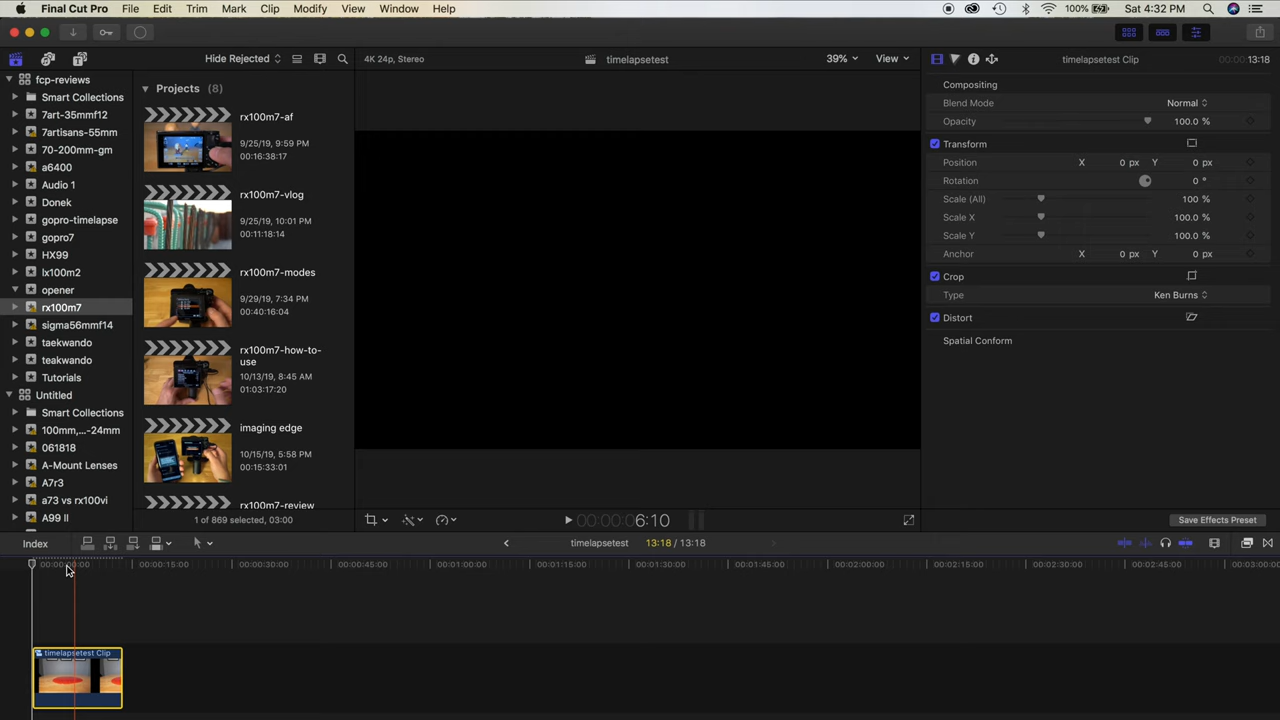 Final Cut Pro File Edit Trim Mark Clip Modify View Window Help 100% Sat 4:32 PM
Hide Rejected 4K 24p, Stereo timelapsetest 39% View timelapsetest Clip 00:00 13:18
fcp-reviews
Smart Collections
7art-35mmf12
7artisans-55mm
70-200mm-gm
a6400
Audio 1
Donek
gopro-timelapse
gopro7
HX99
lx100m2
opener
rx100m7
sigma56mmf14
taekwando
teakwando
Tutorials
Untitled
Smart Collections
100mm,...-24mm
061818
A-Mount Lenses
A7r3
a73 vs rx100vi
A99 II
Projects (8)
rx100m7-af
9/25/19, 9:59 PM
00:16:38:17
rx100m7-vlog
9/25/19, 10:01 PM
00:11:18:14
rx100m7-modes
9/29/19, 7:34 PM
00:40:16:04
rx100m7-how-to-
use
10/13/19, 8:45 AM
01:03:17:20
imaging edge
10/15/19, 5:58 PM
00:15:33:01
rx100m7-review
1 of 869 selected, 03:00
Compositing
Blend Mode Normal
Opacity 100.0 %
Transform
Position X 0 px Y 0 px
Rotation 0 °
Scale (All) 100 %
Scale X 100.0 %
Scale Y 100.0 %
Anchor X 0 px Y 0 px
Crop
Type Ken Burns
Distort
Spatial Conform
00:00:00:06:10
Save Effects Preset
Index timelapsetest 13:18 / 13:18
00:00:15:00 00:00:30:00 00:00:45:00 00:01:00:00 00:01:15:00 00:01:30:00 00:01:45:00 00:02:00:00 00:02:15:00 00:02:30:00 00:02:45:00 00:03:00:00
timelapsetest Clip